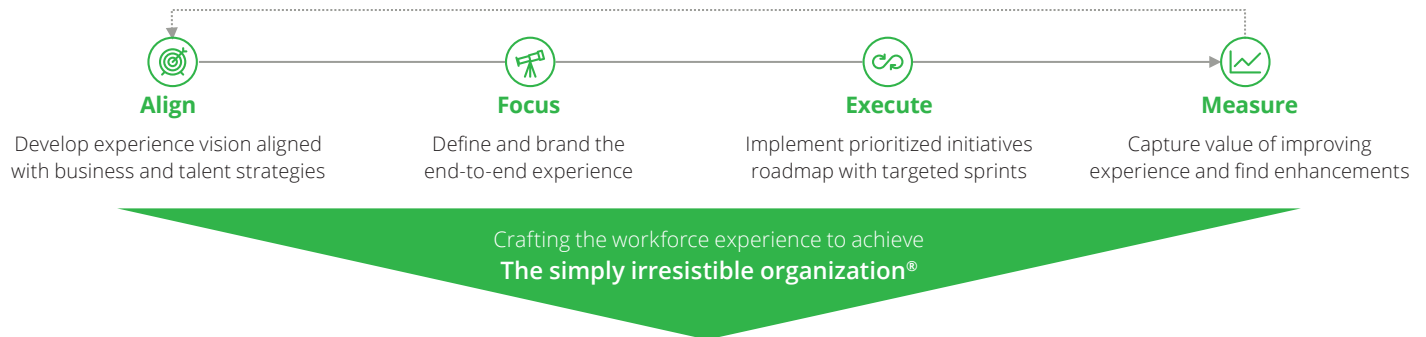 Align
Develop experience vision aligned
with business and talent strategies
Focus
Define and brand the
end-to-end experience
Execute
Implement prioritized initiatives
roadmap with targeted sprints
Measure
Capture value of improving
experience and find enhancements
Crafting the workforce experience to achieve
The simply irresistible organization®